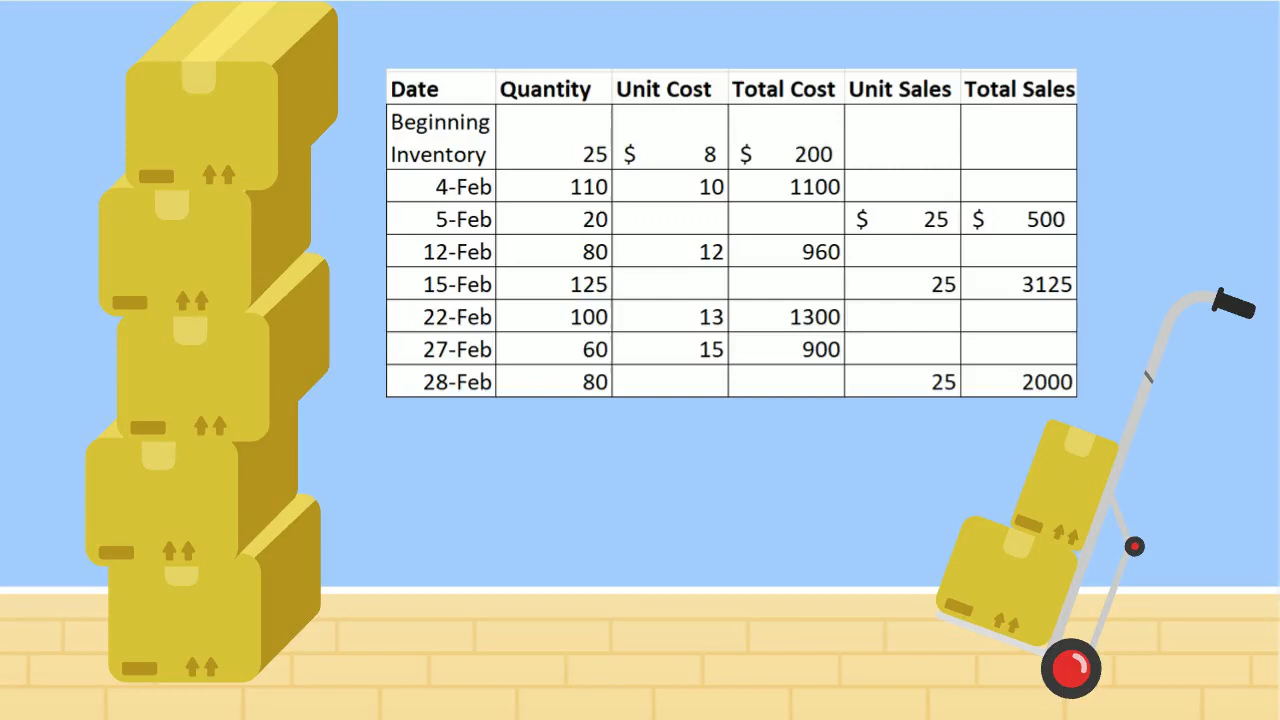 Date Quantity Unit Cost Total Cost Unit Sales Total Sales
Beginning
Inventory 25 $ 8 $ 200
4-Feb 110 10 1100
5-Feb 20 $ 25 $ 500
12-Feb 80 12 960
15-Feb 125 25 3125
22-Feb 100 13 1300
27-Feb 60 15 900
28-Feb 80 25 2000